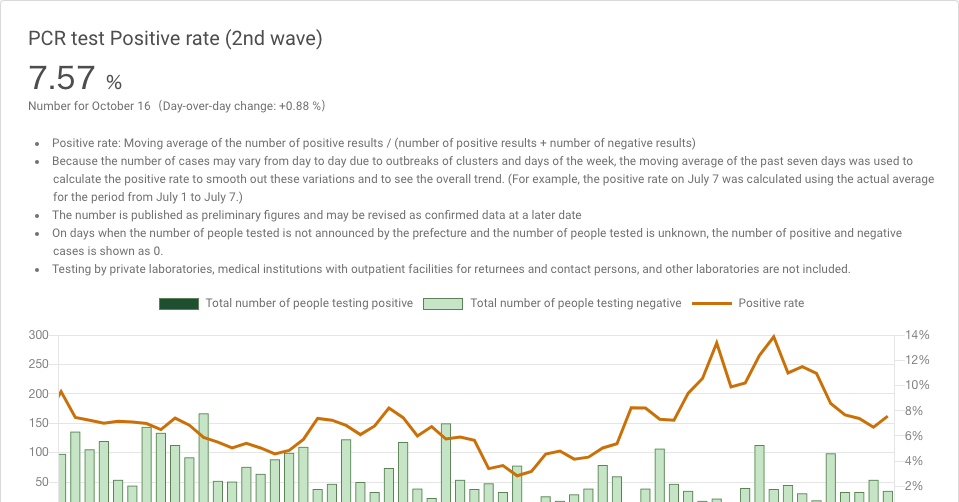 PCR test Positive rate (2nd wave)
7.57 %
Number for October 16（Day-over-day change: +0.88 %）
• Positive rate: Moving average of the number of positive results / (number of positive results + number of negative results)
• Because the number of cases may vary from day to day due to outbreaks of clusters and days of the week, the moving average of the past seven days was used to
calculate the positive rate to smooth out these variations and to see the overall trend. (For example, the positive rate on July 7 was calculated using the actual average
for the period from July 1 to July 7.)
• The number is published as preliminary figures and may be revised as confirmed data at a later date
• On days when the number of people tested is not announced by the prefecture and the number of people tested is unknown, the number of positive and negative
cases is shown as 0.
• Testing by private laboratories, medical institutions with outpatient facilities for returnees and contact persons, and other laboratories are not included.
Total number of people testing positive Total number of people testing negative Positive rate
300 14%
250 12%
200 10%
150 8%
100 6%
50 4%
2%